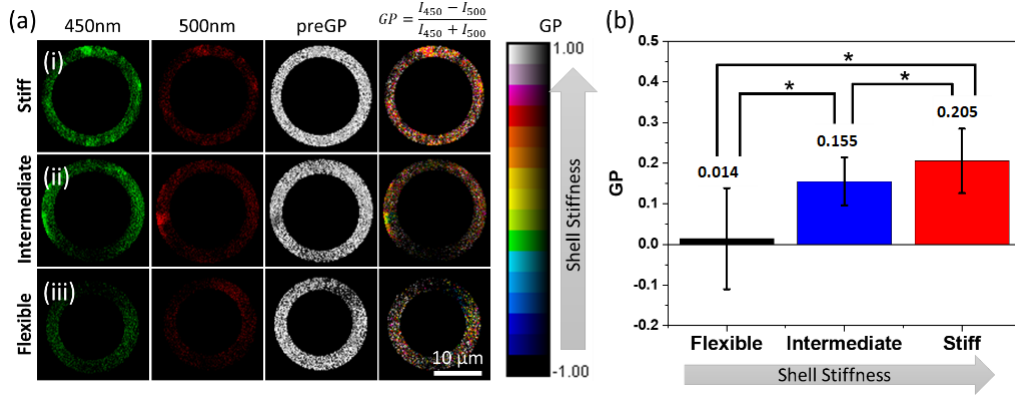 (a)
450nm
500nm
preGP
GP = (I450 − I500) / (I450 + I500)
GP
(i)
Stiff
(ii)
Intermediate
(iii)
Flexible
10 µm
1.00
Shell Stiffness
-1.00
(b)
0.5
0.4
0.3
0.2
0.1
0.0
-0.1
-0.2
GP
*
*
*
0.014
0.155
0.205
Flexible
Intermediate
Stiff
Shell Stiffness